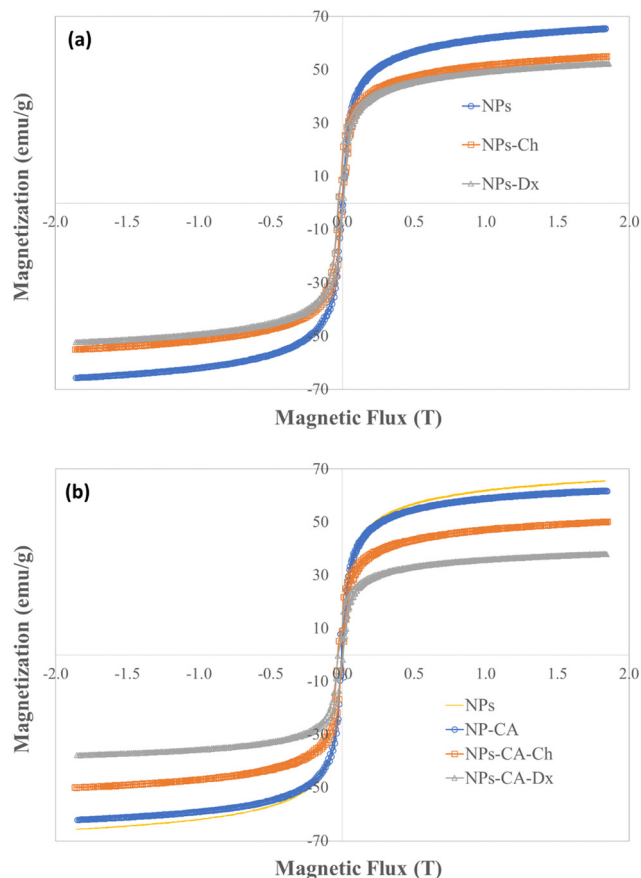 (a)
Magnetization (emu/g)
70
50
30
10
-10
-30
-50
-70
-2.0 -1.5 -1.0 -0.5 0.0 0.5 1.0 1.5 2.0
NPs
NPs-Ch
NPs-Dx
Magnetic Flux (T)
(b)
Magnetization (emu/g)
70
50
30
10
-10
-30
-50
-70
-2.0 -1.5 -1.0 -0.5 0.0 0.5 1.0 1.5 2.0
NPs
NP-CA
NPs-CA-Ch
NPs-CA-Dx
Magnetic Flux (T)